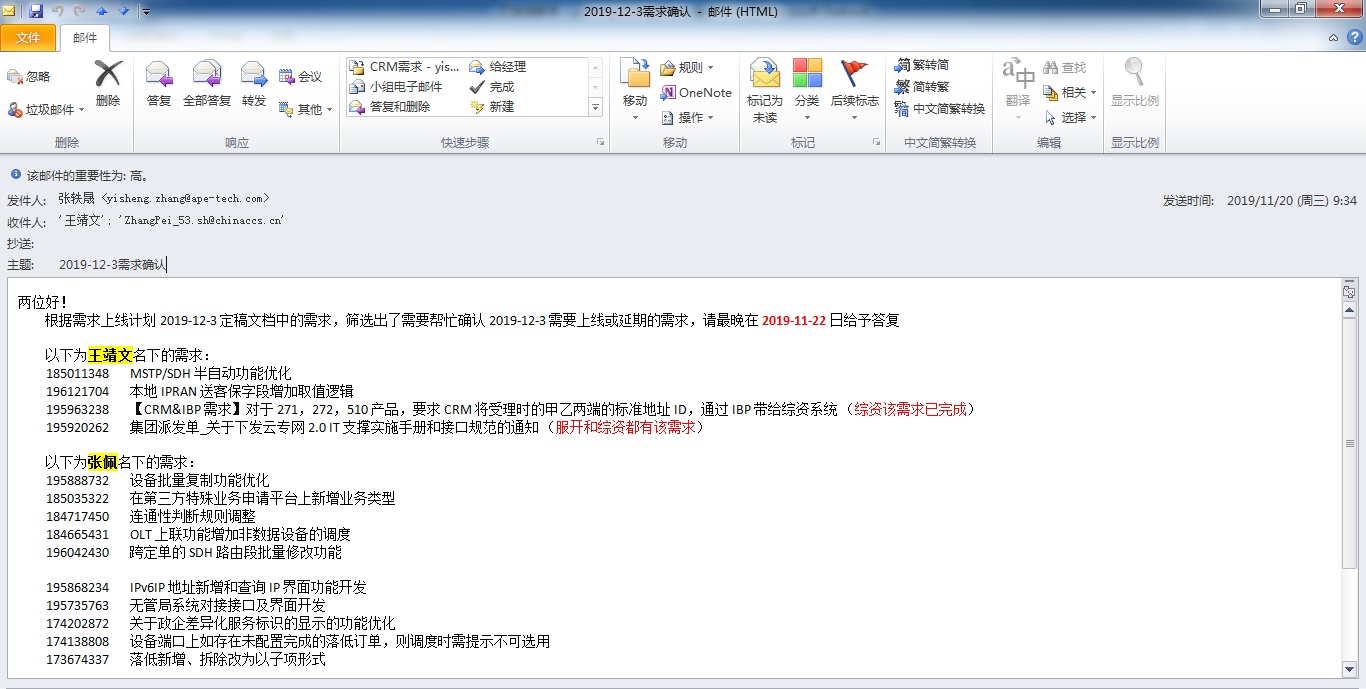 2019-12-3需求确认 - 邮件 (HTML)
文件 邮件
忽略
垃圾邮件
删除
删除
答复 全部答复 转发
会议
其他
响应
CRM需求 - yis... 给经理
小组电子邮件 完成
答复和删除 新建
快速步骤
移动
规则
OneNote
操作
移动
标记为未读 分类 后续标志
标记
繁转简
简转繁
中文简繁转换
中文简繁转换
翻译
查找
相关
选择
编辑
显示比例
显示比例
该邮件的重要性为: 高。
发件人: 张轶晟 <yisheng.zhang@ape-tech.com> 发送时间: 2019/11/20 (周三) 9:34
收件人: '王靖文'; 'ZhangPei_53.sh@chinaccs.cn'
抄送:
主题: 2019-12-3需求确认
两位好！
根据需求上线计划 2019-12-3 定稿文档中的需求，筛选出了需要帮忙确认 2019-12-3 需要上线或延期的需求，请最晚在 2019-11-22 日给予答复
以下为王靖文名下的需求：
185011348 MSTP/SDH 半自动功能优化
196121704 本地 IPRAN 送客保字段增加取值逻辑
195963238 【CRM&IBP 需求】对于 271，272，510 产品，要求 CRM 将受理时的甲乙两端的标准地址 ID，通过 IBP 带给综资系统（综资该需求已完成）
195920262 集团派发单_关于下发云专网 2.0 IT 支撑实施手册和接口规范的通知（服开和综资都有该需求）
以下为张佩名下的需求：
195888732 设备批量复制功能优化
185035322 在第三方特殊业务申请平台上新增业务类型
184717450 连通性判断规则调整
184665431 OLT 上联功能增加非数据设备的调度
196042430 跨定单的 SDH 路由段批量修改功能
195868234 IPv6IP 地址新增和查询 IP 界面功能开发
195735763 无管局系统对接接口及界面开发
174202872 关于政企差异化服务标识的显示的功能优化
174138808 设备端口上如存在未配置完成的落低订单，则调度时需提示不可选用
173674337 落低新增、拆除改为以子项形式